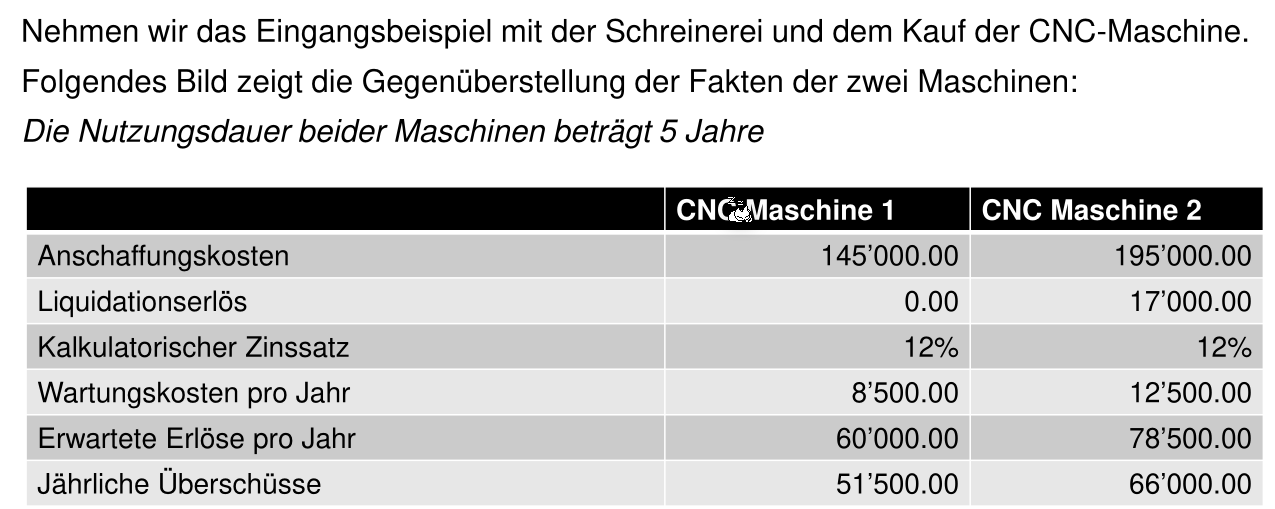 Nehmen wir das Eingangsbeispiel mit der Schreinerei und dem Kauf der CNC-Maschine.
Folgendes Bild zeigt die Gegenüberstellung der Fakten der zwei Maschinen:
Die Nutzungsdauer beider Maschinen beträgt 5 Jahre
CNC Maschine 1 CNC Maschine 2
Anschaffungskosten 145’000.00 195’000.00
Liquidationserlös 0.00 17’000.00
Kalkulatorischer Zinssatz 12% 12%
Wartungskosten pro Jahr 8’500.00 12’500.00
Erwartete Erlöse pro Jahr 60’000.00 78’500.00
Jährliche Überschüsse 51’500.00 66’000.00